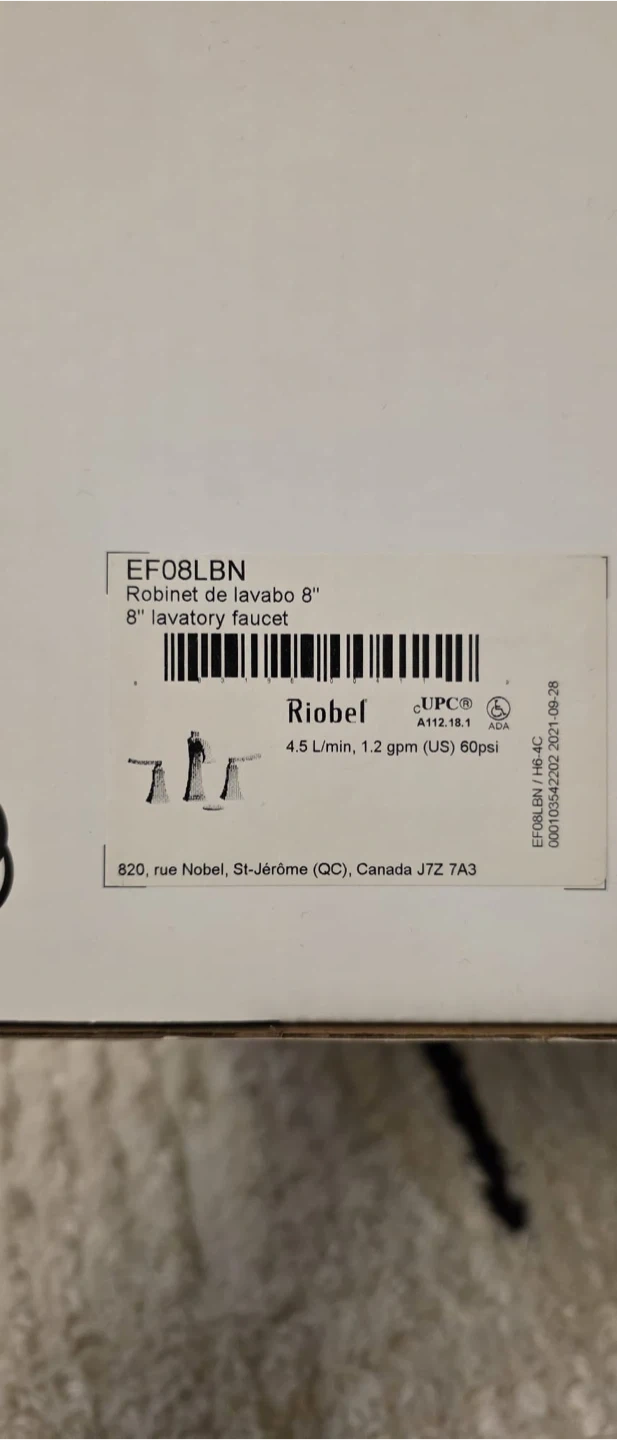 EF08LBN
Robinet de lavabo 8"
8" lavatory faucet
Riobel
cUPC®
A112.18.1
ADA
4.5 L/min, 1.2 gpm (US) 60psi
EF08LBN / H6-4C
000103542202 2021-09-28
820, rue Nobel, St-Jérôme (QC), Canada J7Z 7A3